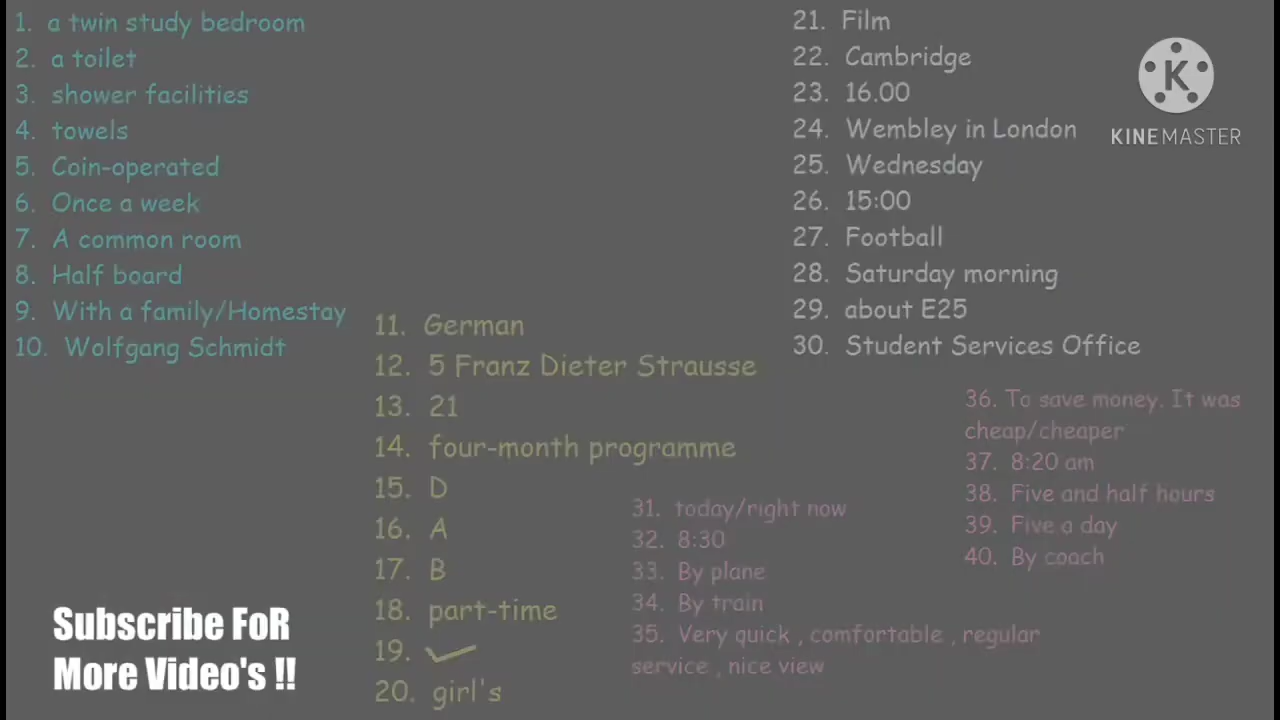 1. a twin study bedroom
2. a toilet
3. shower facilities
4. towels
5. Coin-operated
6. Once a week
7. A common room
8. Half board
9. With a family/Homestay
10. Wolfgang Schmidt
11. German
12. 5 Franz Dieter Strausse
13. 21
14. four-month programme
15. D
16. A
17. B
18. part-time
19. ✓
20. girl's
21. Film
22. Cambridge
23. 16.00
24. Wembley in London
25. Wednesday
26. 15:00
27. Football
28. Saturday morning
29. about E25
30. Student Services Office
31. today/right now
32. 8:30
33. By plane
34. By train
35. Very quick , comfortable , regular
service , nice view
36. To save money. It was
cheap/cheaper
37. 8:20 am
38. Five and half hours
39. Five a day
40. By coach
K
KINEMASTER
Subscribe FoR
More Video's !!